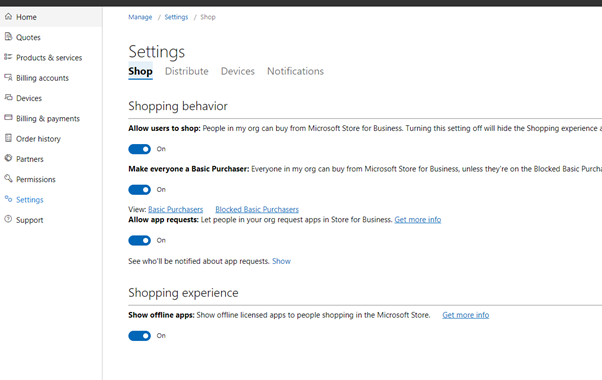 Manage / Settings / Shop
Home
Quotes
Products & services
Billing accounts
Devices
Billing & payments
Order history
Partners
Permissions
Settings
Support
Settings
Shop Distribute Devices Notifications
Shopping behavior
Allow users to shop: People in my org can buy from Microsoft Store for Business. Turning this setting off will hide the Shopping experience
On
Make everyone a Basic Purchaser: Everyone in my org can buy from Microsoft Store for Business, unless they're on the Blocked Basic
On
View: Basic Purchasers Blocked Basic Purchasers
Allow app requests: Let people in your org request apps in Store for Business. Get more info
On
See who'll be notified about app requests. Show
Shopping experience
Show offline apps: Show offline licensed apps to people shopping in the Microsoft Store. Get more info
On